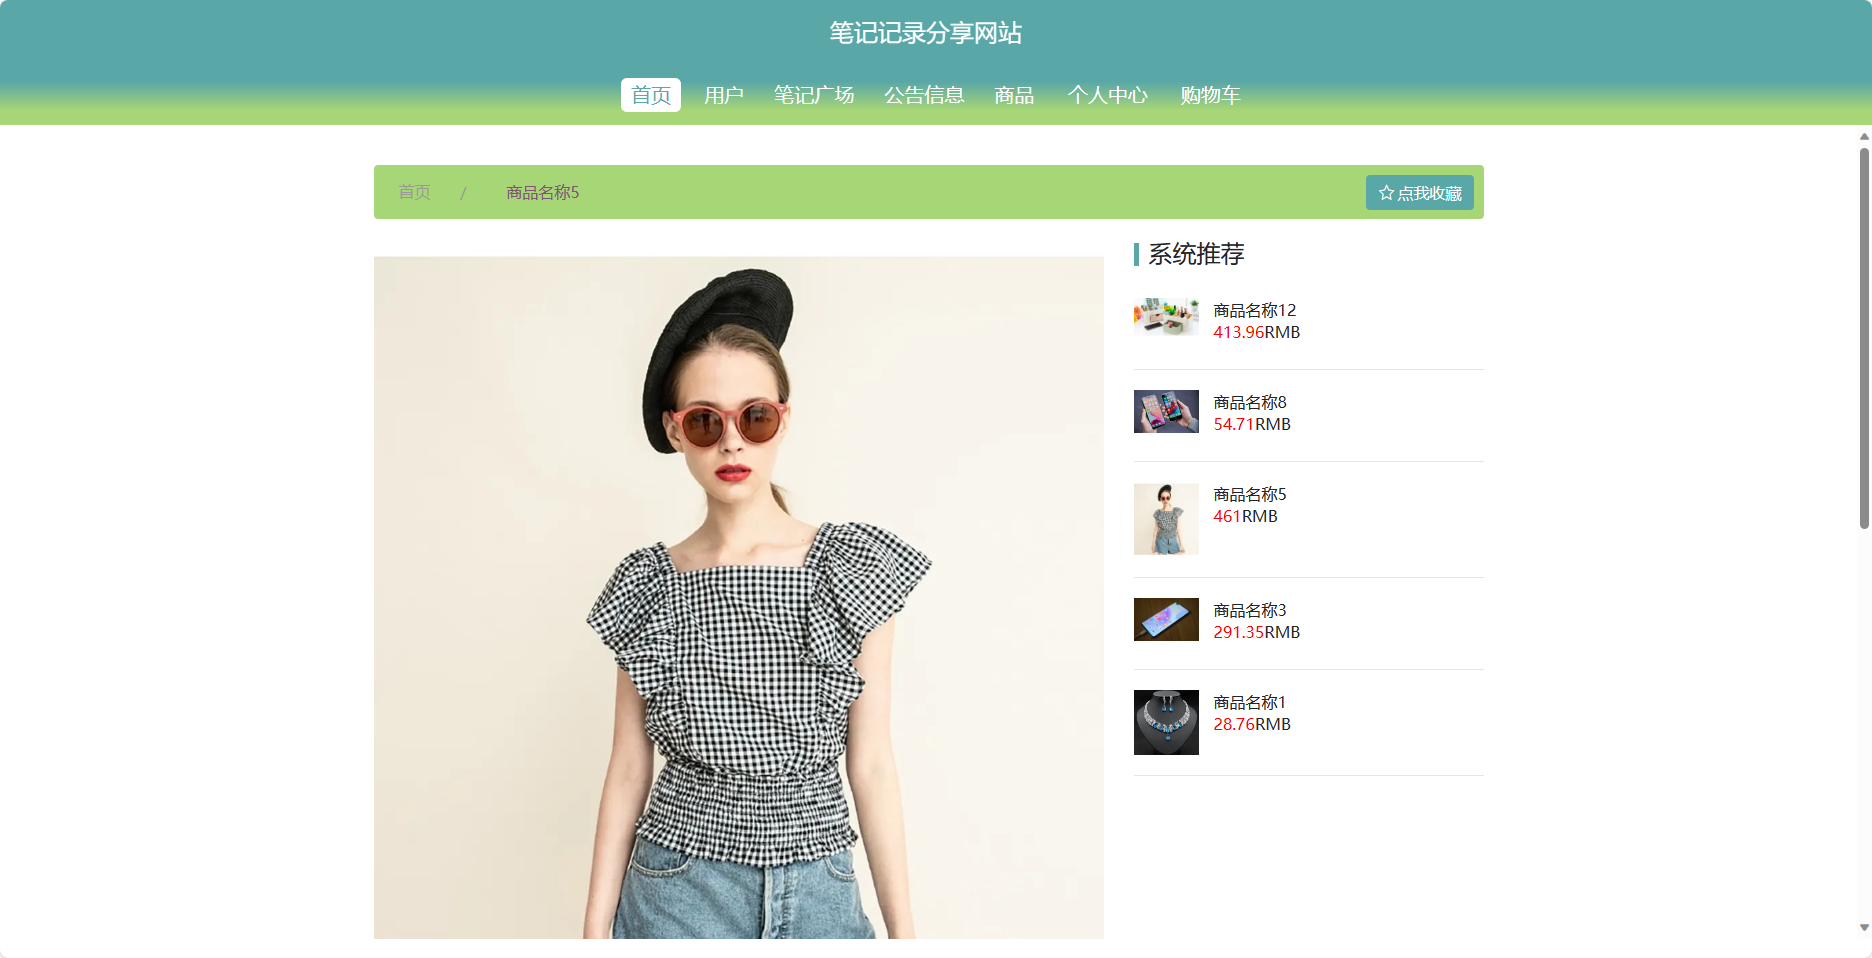 笔记记录分享网站
首页 用户 笔记广场 公告信息 商品 个人中心 购物车
首页 / 商品名称5 点我收藏
系统推荐
商品名称12
413.96RMB
商品名称8
54.71RMB
商品名称5
461RMB
商品名称3
291.35RMB
商品名称1
28.76RMB